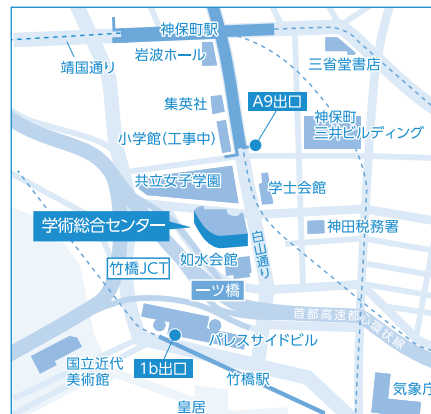 神保町駅
靖国通り
岩波ホール
三省堂書店
集英社
A9出口
小学館(工事中)
神保町
三井ビルディング
共立女子学園
学士会館
学術総合センター
神田税務署
白山通り
如水会館
竹橋JCT
一ツ橋
首都高速都心環状線
パレスサイドビル
国立近代
美術館
1b出口
竹橋駅
気象庁
皇居